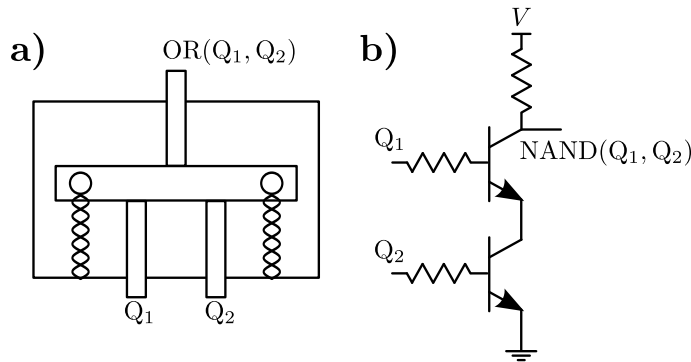 a)
OR(Q₁, Q₂)
Q₁
Q₂
b)
V
Q₁
NAND(Q₁, Q₂)
Q₂